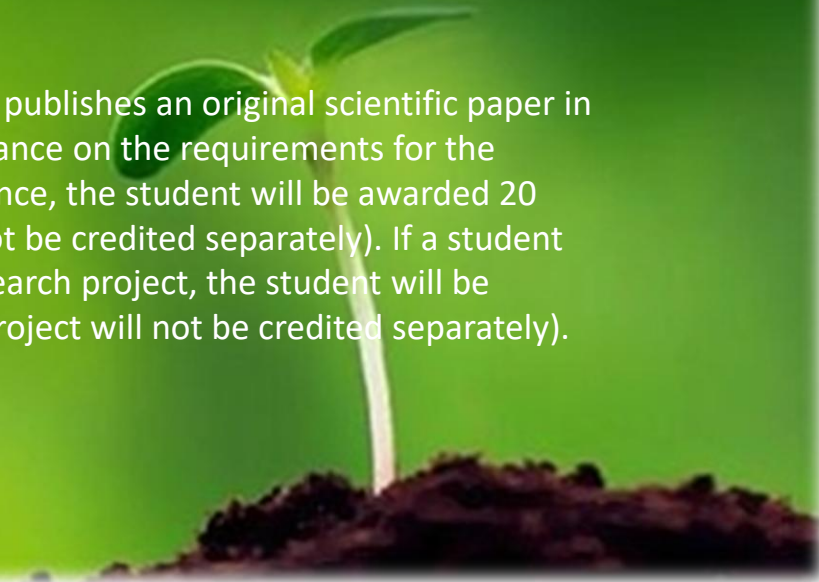 publishes an original scientific paper in
ance on the requirements for the
nce, the student will be awarded 20
t be credited separately). If a student
earch project, the student will be
roject will not be credited separately).